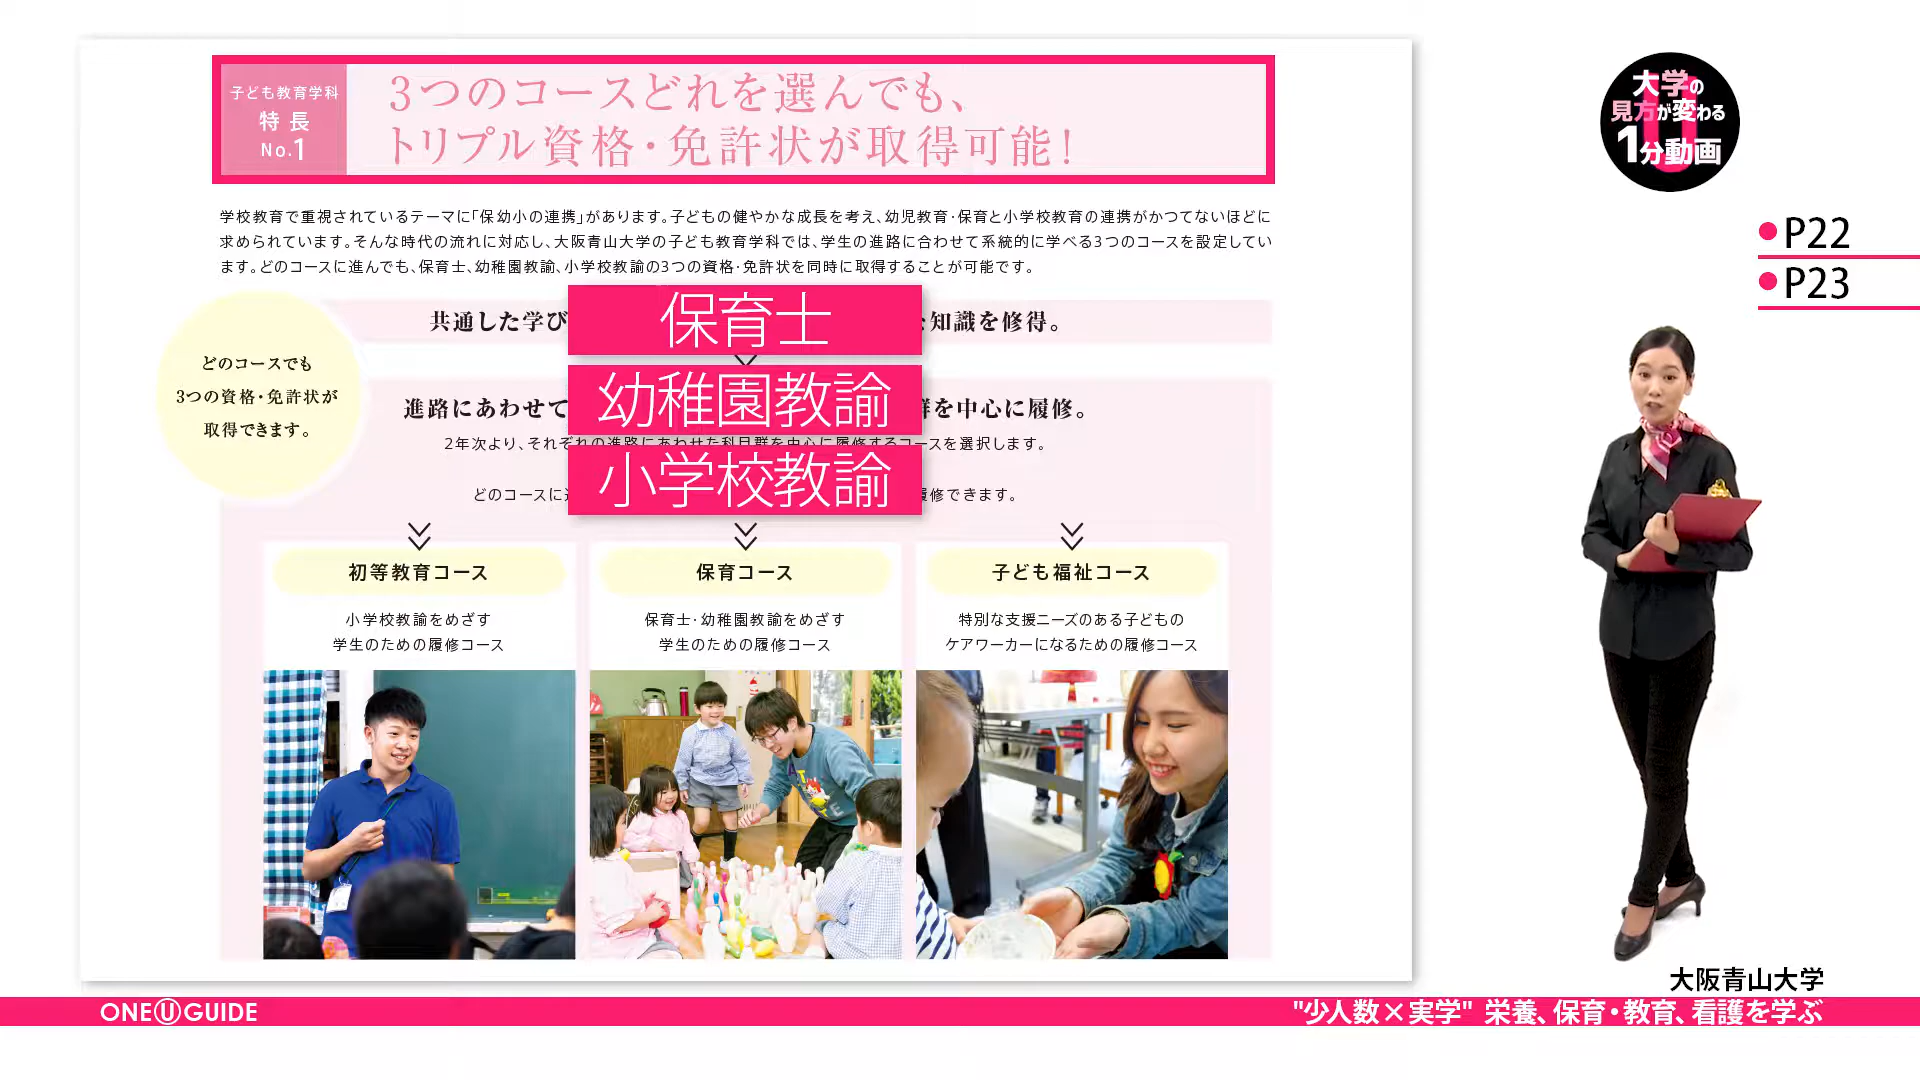 子ども教育学科
特長
No.1
3つのコースどれを選んでも、
トリプル資格・免許状が取得可能!
学校教育で重視されているテーマに「保幼小の連携」があります。子どもの健やかな成長を考え、幼児教育・保育と小学校教育の連携がかつてないほどに
求められています。そんな時代の流れに対応し、大阪青山大学の子ども教育学科では、学生の進路に合わせて系統的に学べる3つのコースを設定してい
ます。どのコースに進んでも、保育士、幼稚園教諭、小学校教諭の3つの資格・免許状を同時に取得することが可能です。
共通した学び
知識を修得。
保育士
どのコースでも
3つの資格・免許状が
取得できます。
進路にあわせて
群を中心に履修。
幼稚園教諭
2年次より、それぞれの進路にあわせた科目群を中心に履修するコースを選択します。
小学校教諭
どのコースに
履修できます。
初等教育コース
小学校教諭をめざす
学生のための履修コース
保育コース
保育士・幼稚園教諭をめざす
学生のための履修コース
子ども福祉コース
特別な支援ニーズのある子どもの
ケアワーカーになるための履修コース
大学の
見方が変わる
1分動画
P22
P23
大阪青山大学
ONE U GUIDE
"少人数×実学" 栄養、保育・教育、看護を学ぶ